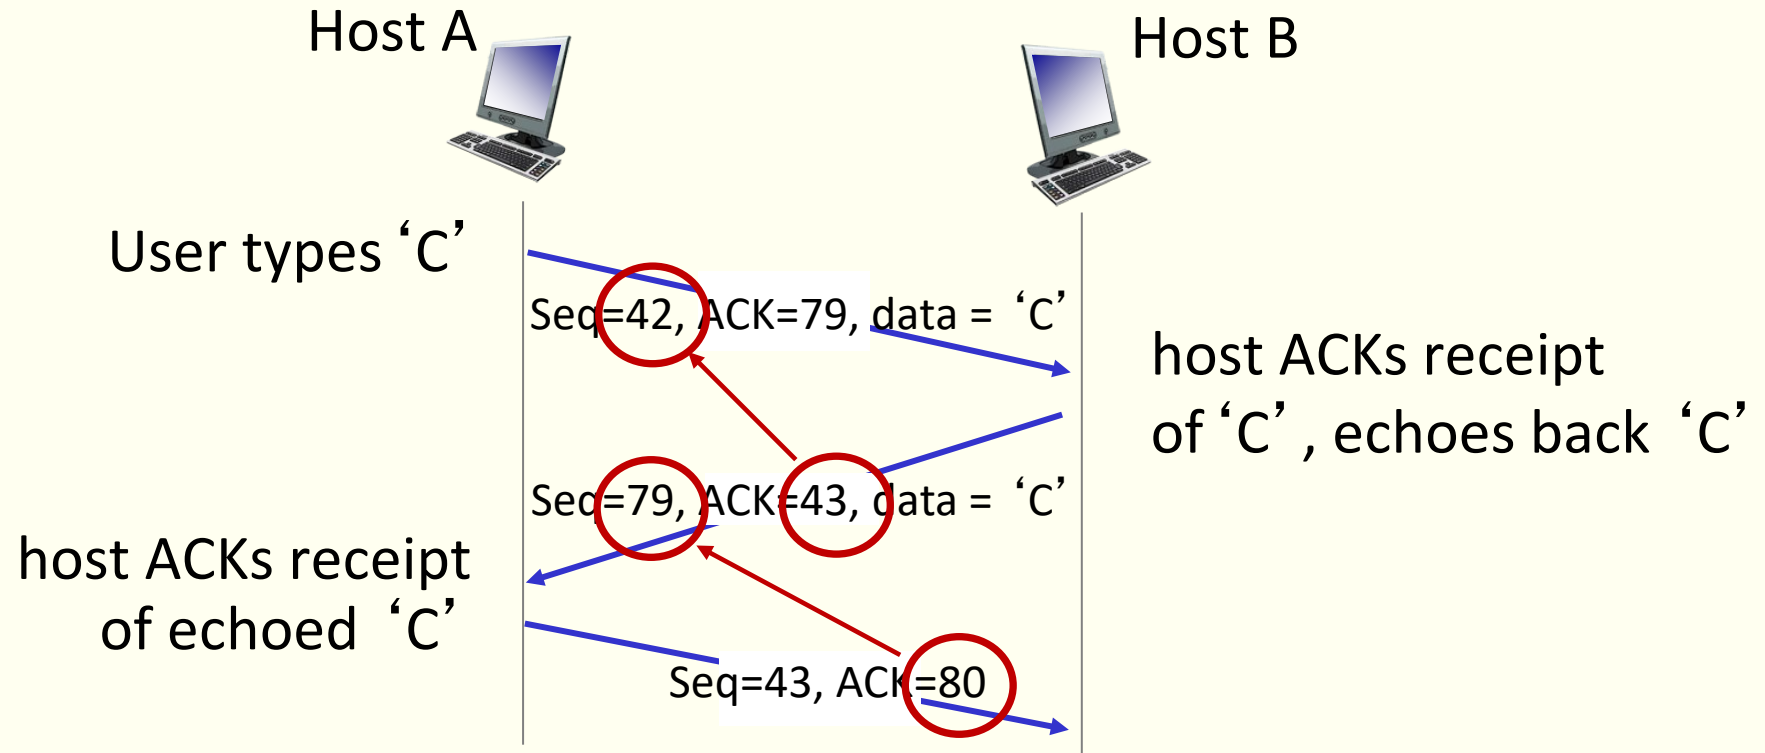 Host A
Host B
User types ‘C’
Seq=42, ACK=79, data = ‘C’
host ACKs receipt
of ‘C’, echoes back ‘C’
Seq=79, ACK=43, data = ‘C’
host ACKs receipt
of echoed ‘C’
Seq=43, ACK=80